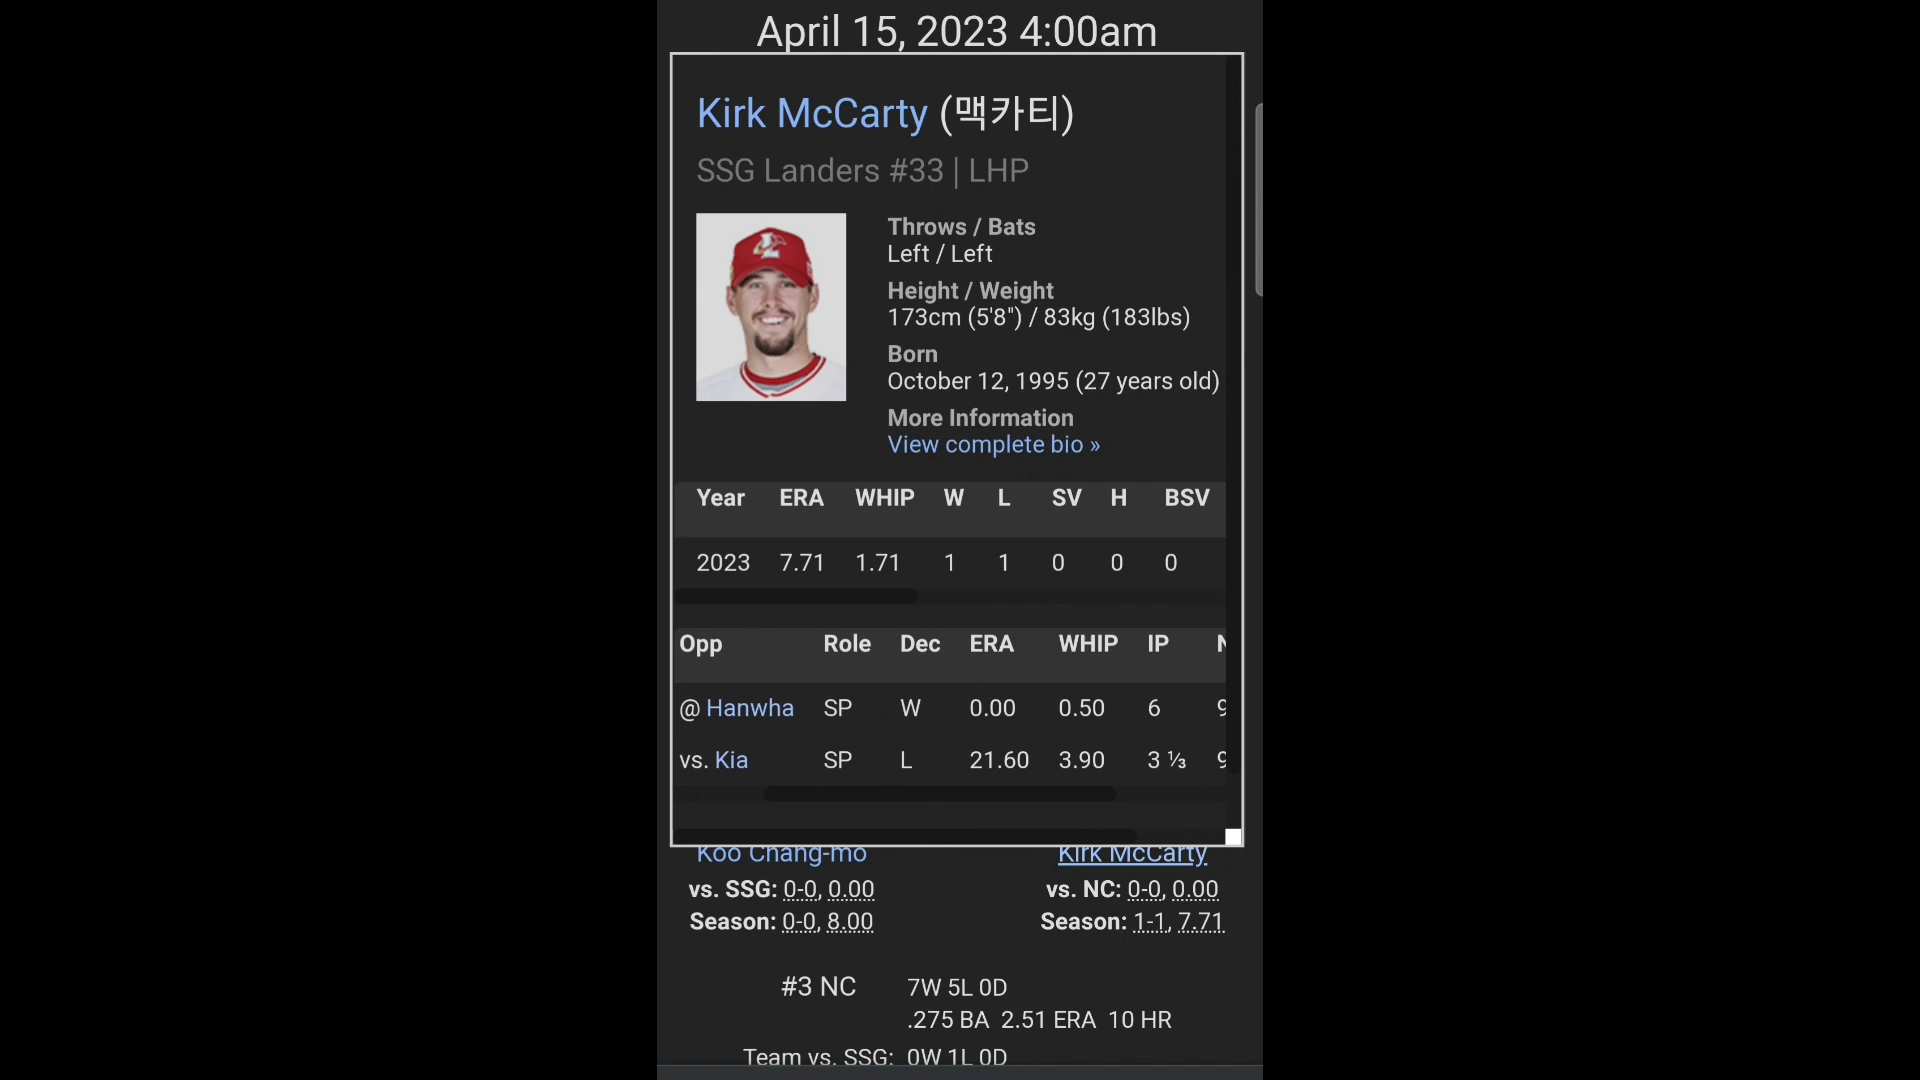 April 15, 2023 4:00am
Kirk McCarty (맥카티)
SSG Landers #33 | LHP
Throws / Bats
Left / Left
Height / Weight
173cm (5'8") / 83kg (183lbs)
Born
October 12, 1995 (27 years old)
More Information
View complete bio »
Year ERA WHIP W L SV H BSV
2023 7.71 1.71 1 1 0 0 0
Opp Role Dec ERA WHIP IP
@ Hanwha SP W 0.00 0.50 6
vs. Kia SP L 21.60 3.90 3 ⅓
Koo Chang-mo Kirk McCarty
vs. SSG: 0-0, 0.00 vs. NC: 0-0, 0.00
Season: 0-0, 8.00 Season: 1-1, 7.71
#3 NC 7W 5L 0D
.275 BA 2.51 ERA 10 HR
Team vs. SSG: 0W 1L 0D